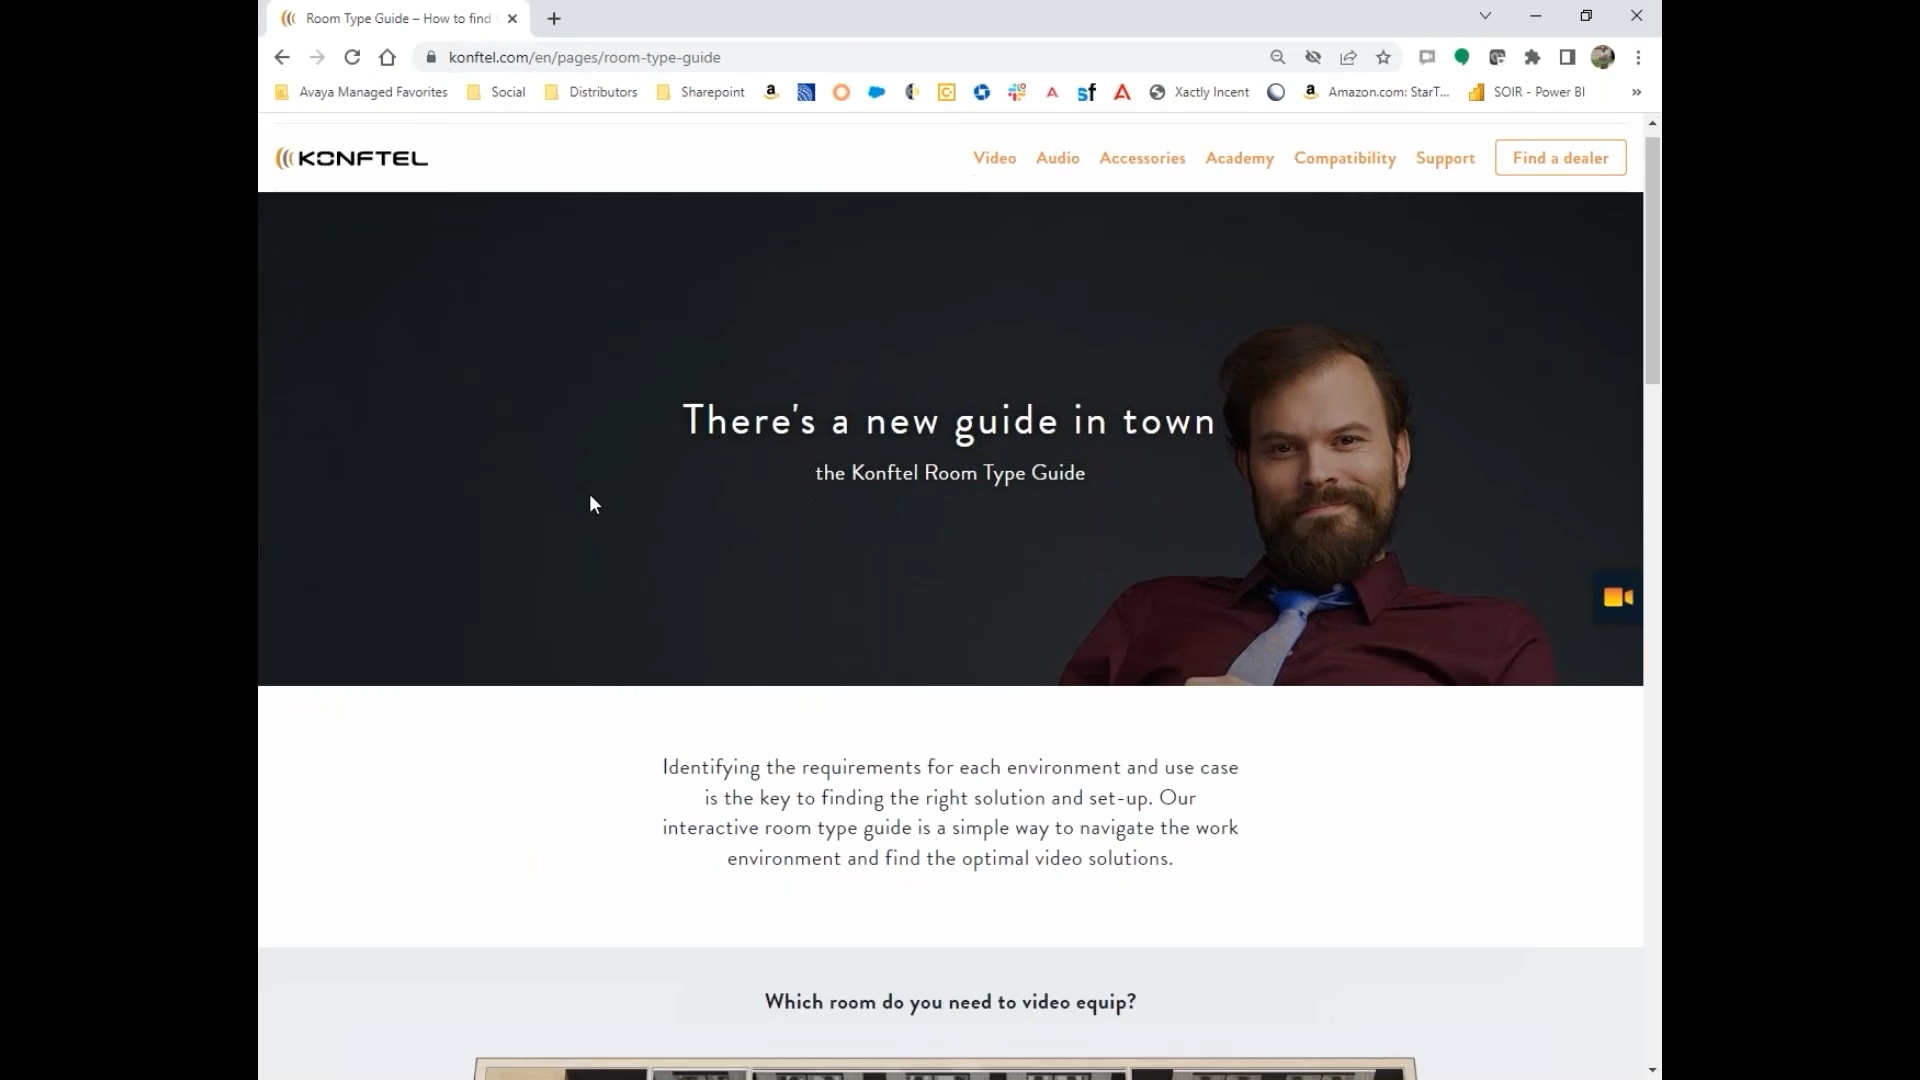 Room Type Guide – How to find
konftel.com/en/pages/room-type-guide
Avaya Managed Favorites Social Distributors Sharepoint Xactly Incent Amazon.com: StarT... SOIR - Power BI »
KONFTEL Video Audio Accessories Academy Compatibility Support Find a dealer
There's a new guide in town
the Konftel Room Type Guide
Identifying the requirements for each environment and use case
is the key to finding the right solution and set-up. Our
interactive room type guide is a simple way to navigate the work
environment and find the optimal video solutions.
Which room do you need to video equip?